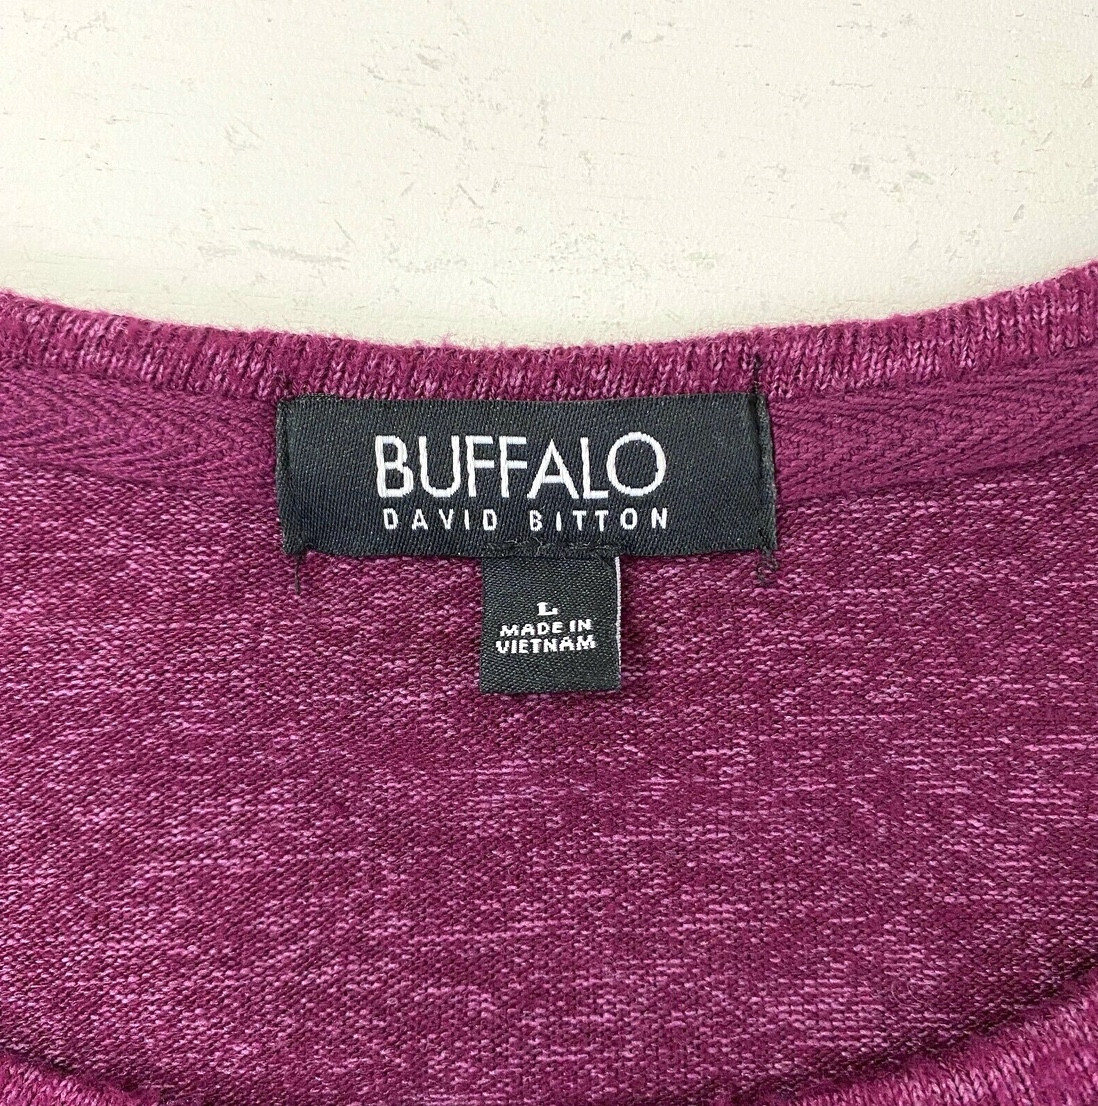 BUFFALO
DAVID BITTON
L
MADE IN
VIETNAM